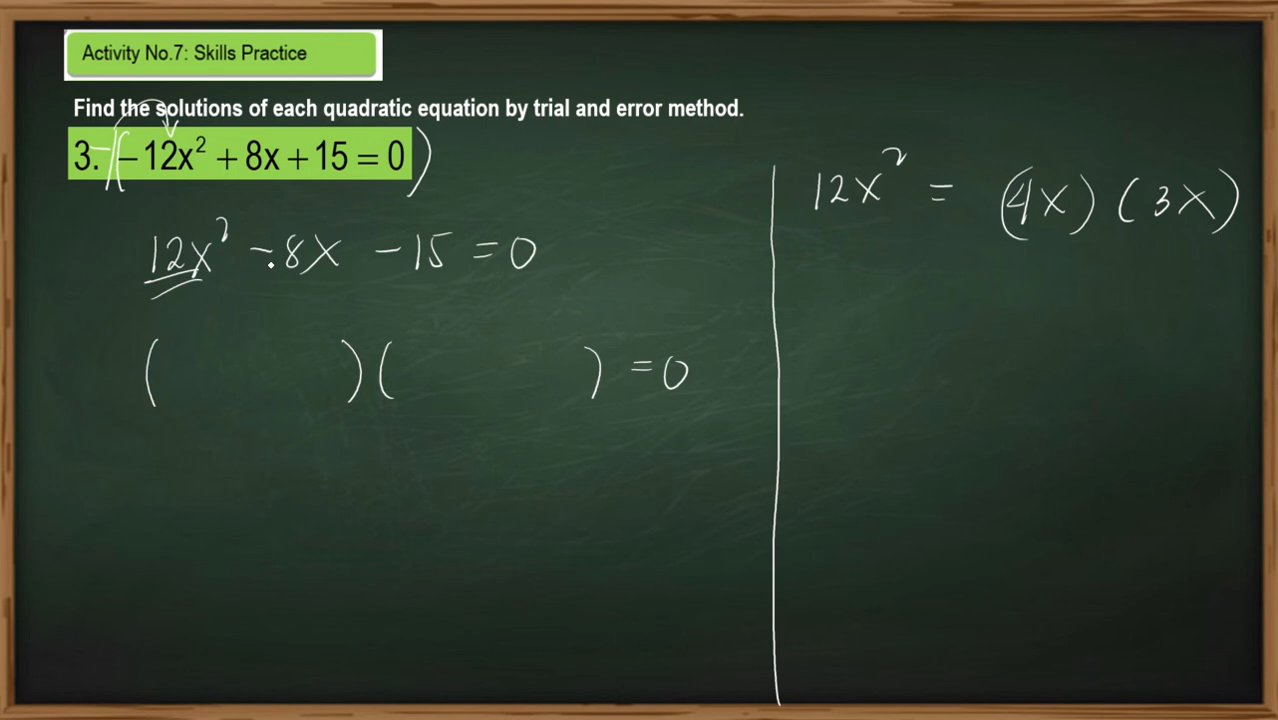 Activity No.7: Skills Practice
Find the solutions of each quadratic equation by trial and error method.
3. -(−12x² + 8x + 15 = 0)
12x² - 8x - 15 = 0
(          )(          ) = 0
12x² = (4x)(3x)